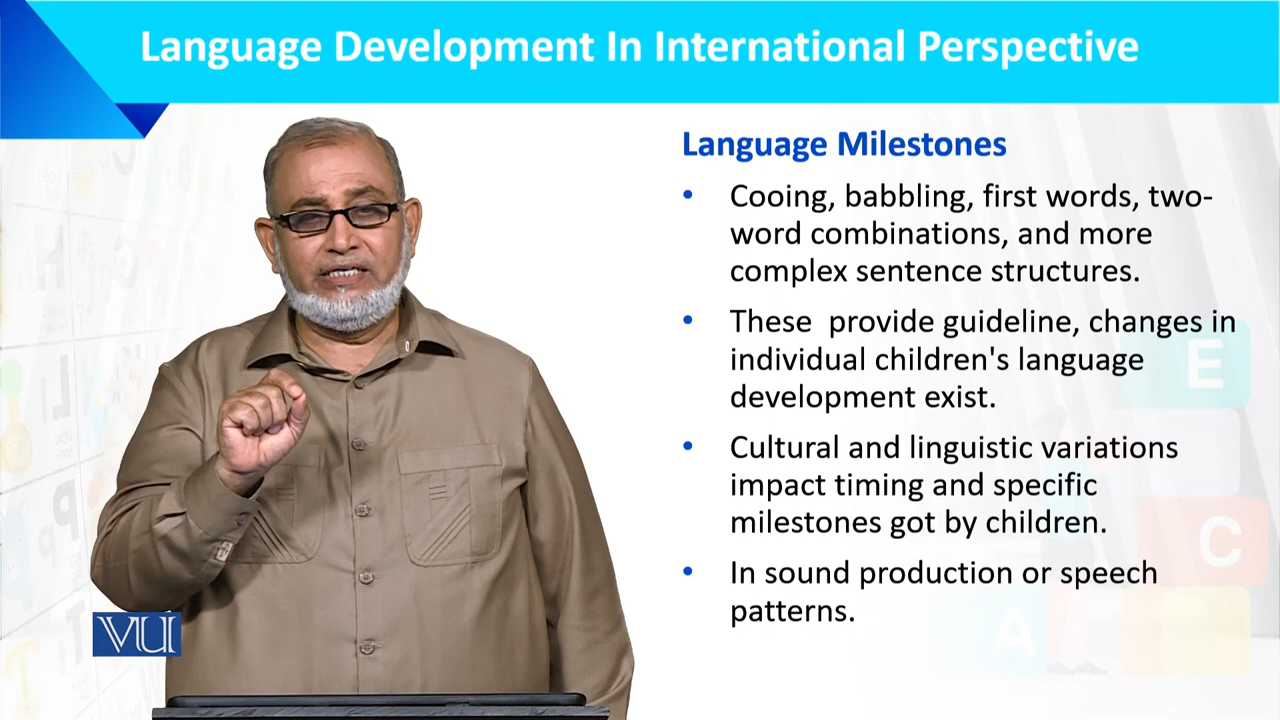 Language Development In International Perspective
Language Milestones
• Cooing, babbling, first words, two-
word combinations, and more
complex sentence structures.
• These  provide guideline, changes in
individual children's language
development exist.
• Cultural and linguistic variations
impact timing and specific
milestones got by children.
• In sound production or speech
patterns.
VU
E
C
A